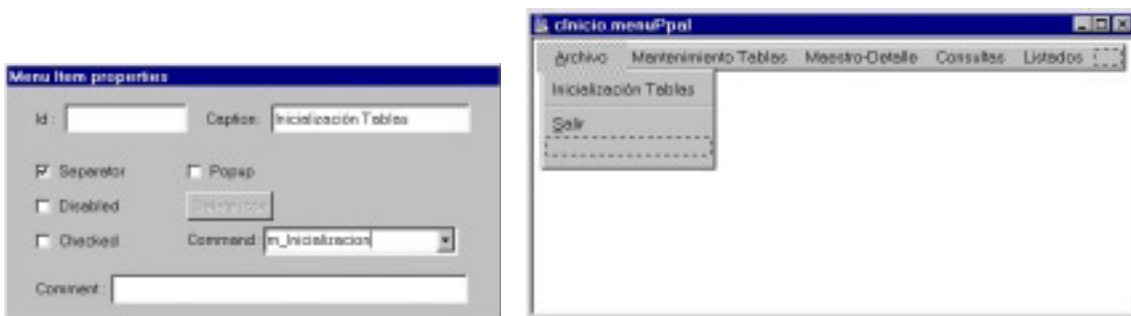 Menu Item properties
Id :
Caption: Inicialización Tablas
Separator
Popup
Disabled
Checked
Command: m_Inicializacion
Comment :
cInicio.menuPpal
Archivo Mantenimiento Tablas Maestro-Detalle Consultas Listados
Inicialización Tablas
Salir